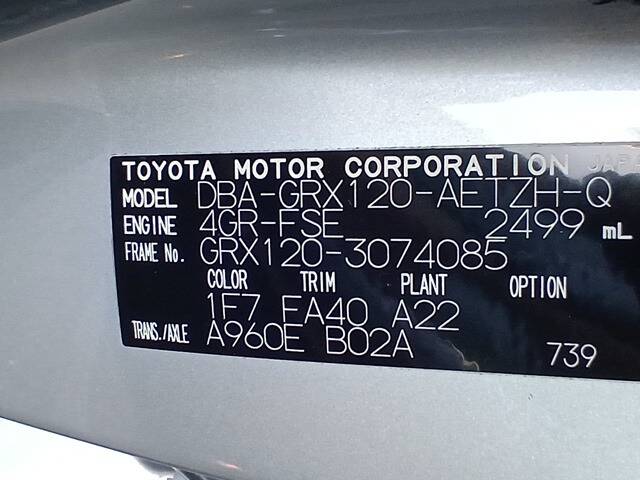 TOYOTA MOTOR CORPORATION JAPAN
MODEL DBA-GRX120-AETZH-Q
ENGINE 4GR-FSE 2499 mL
FRAME No. GRX120-3074085
COLOR TRIM PLANT OPTION
1F7 FA40 A22
TRANS./AXLE A960E B02A
739